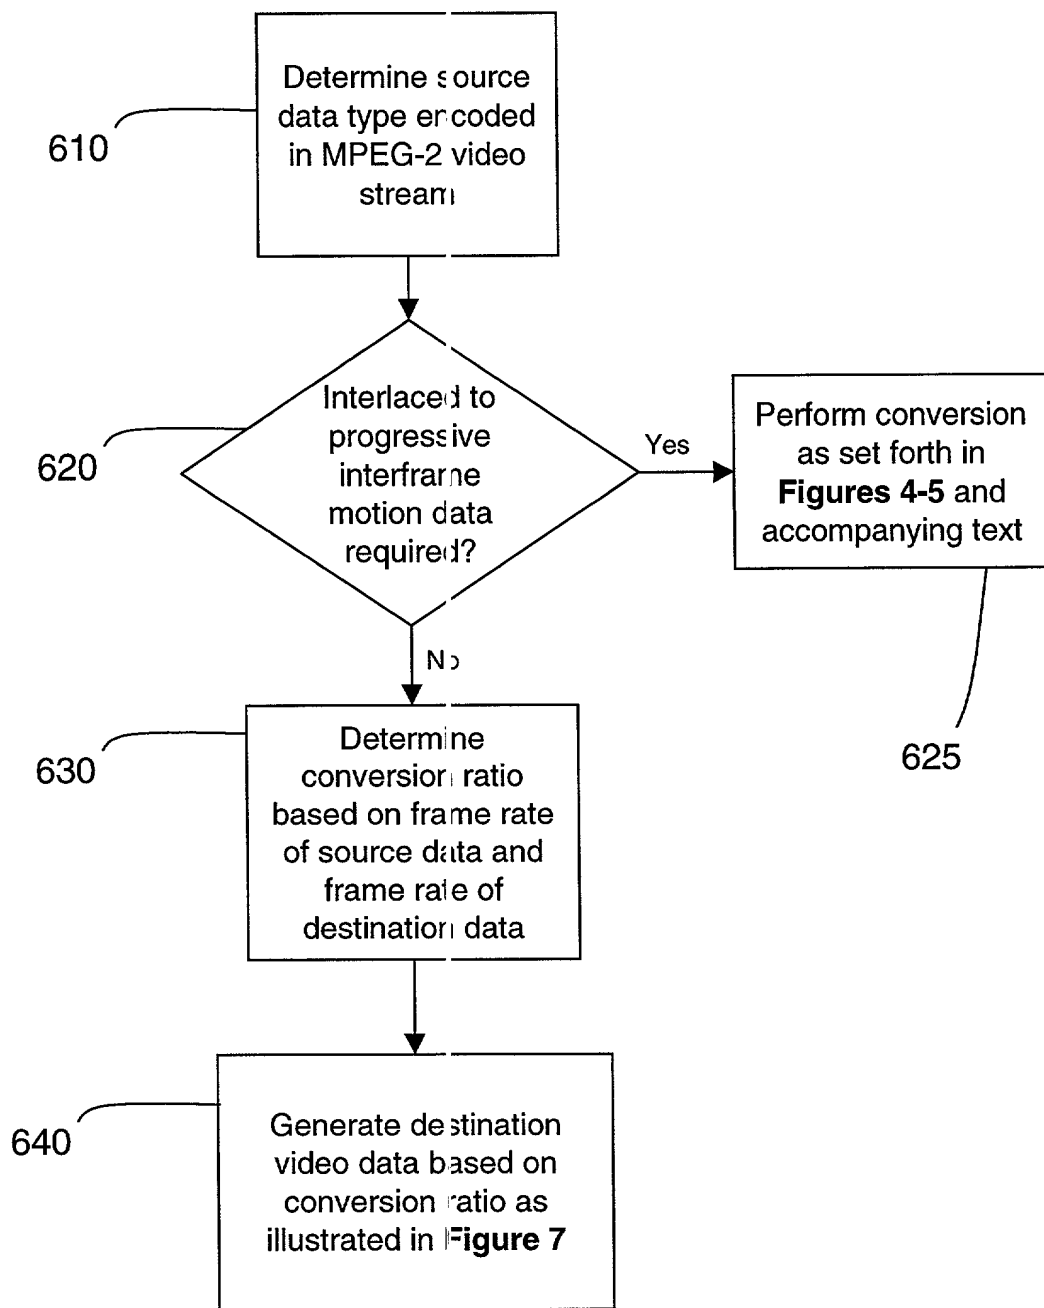 Determine source
data type encoded
in MPEG-2 video
stream
610
Interlaced to
progressive
interframe
motion data
required?
620
Yes
Perform conversion
as set forth in
Figures 4-5 and
accompanying text
625
No
Determine
conversion ratio
based on frame rate
of source data and
frame rate of
destination data
630
Generate destination
video data based on
conversion ratio as
illustrated in Figure 7
640